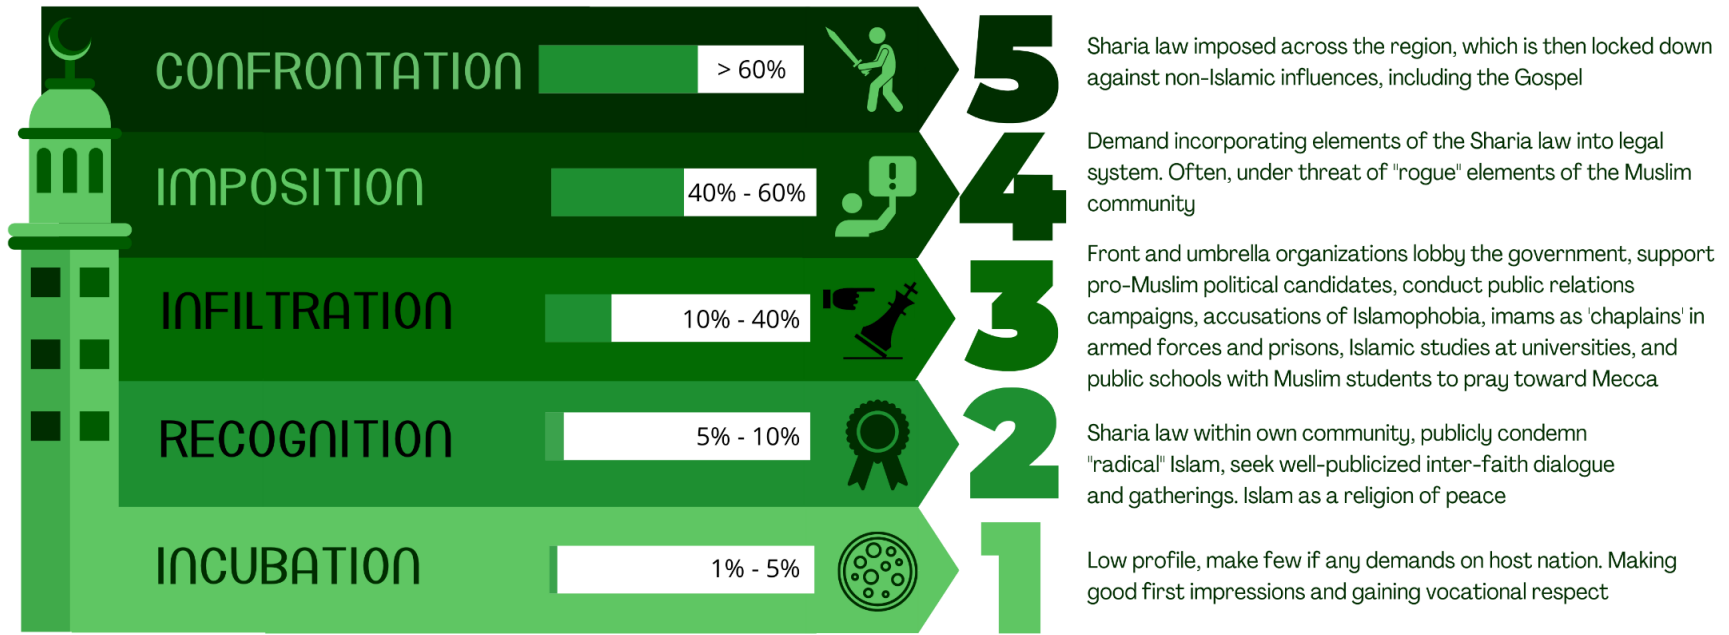 CONFRONTATION
> 60%
5
Sharia law imposed across the region, which is then locked down
against non-Islamic influences, including the Gospel
IMPOSITION
40% - 60%
4
Demand incorporating elements of the Sharia law into legal
system. Often, under threat of "rogue" elements of the Muslim
community
INFILTRATION
10% - 40%
3
Front and umbrella organizations lobby the government, support
pro-Muslim political candidates, conduct public relations
campaigns, accusations of Islamophobia, imams as 'chaplains' in
armed forces and prisons, Islamic studies at universities, and
public schools with Muslim students to pray toward Mecca
RECOGNITION
5% - 10%
2
Sharia law within own community, publicly condemn
"radical" Islam, seek well-publicized inter-faith dialogue
and gatherings. Islam as a religion of peace
INCUBATION
1% - 5%
1
Low profile, make few if any demands on host nation. Making
good first impressions and gaining vocational respect